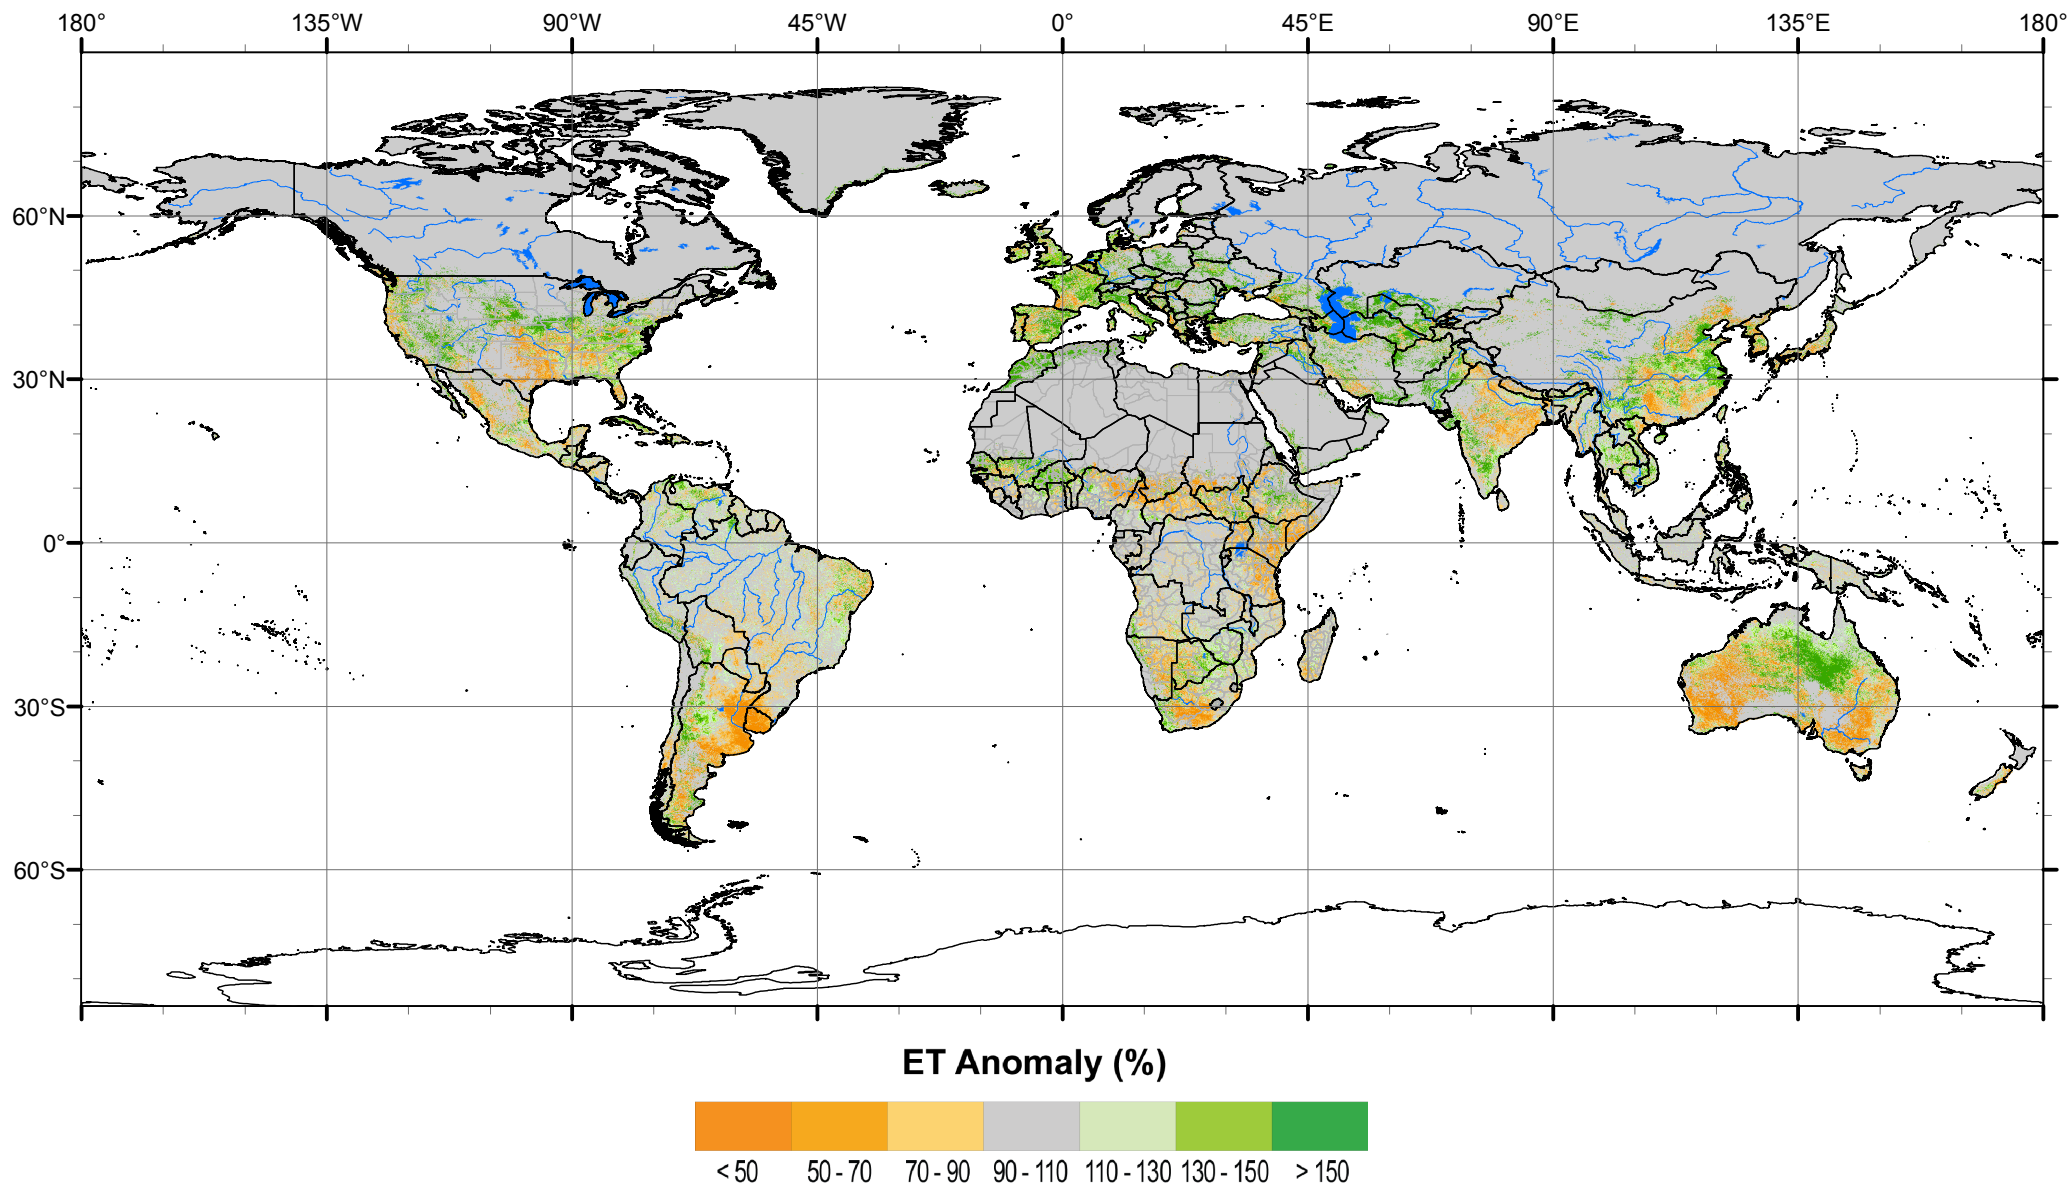 180° 135°W 90°W 45°W 0° 45°E 90°E 135°E 180°
60°N
30°N
0°
30°S
60°S
ET Anomaly (%)
< 50 50 - 70 70 - 90 90 - 110 110 - 130 130 - 150 > 150